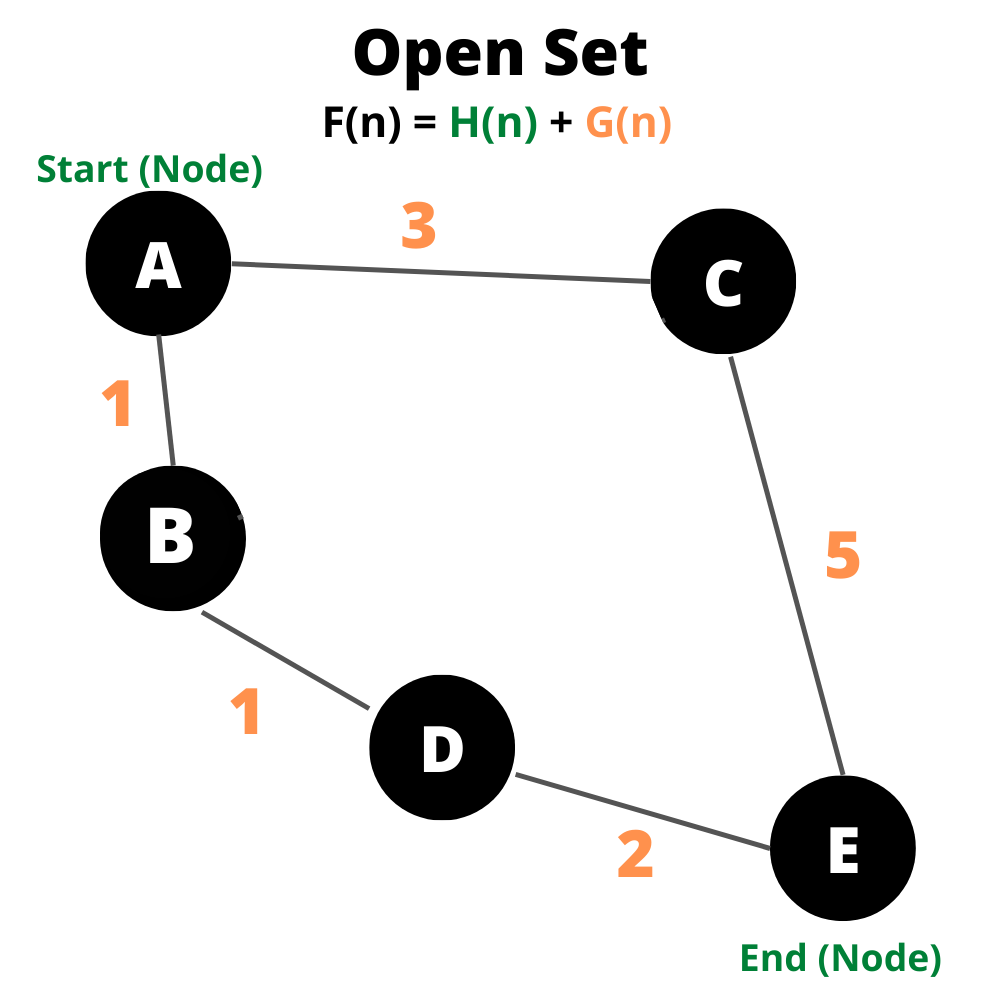 Open Set
F(n) = H(n) + G(n)
Start (Node)
3
A
C
1
B
5
1
D
2
E
End (Node)